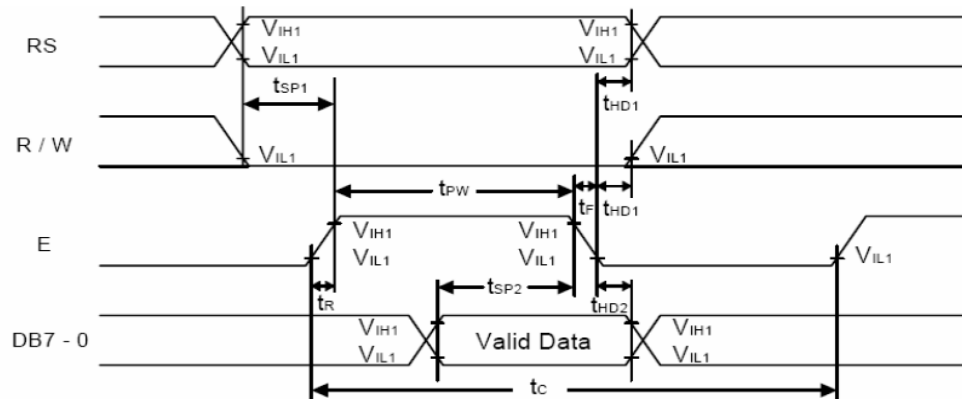 RS
VIH1 VIH1
VIL1 VIL1
tSP1 tHD1
R / W
VIL1 VIL1
tPW tF tHD1
E
VIH1 VIH1
VIL1 VIL1 VIL1
tR tSP2 tHD2
DB7 - 0
VIH1 Valid Data VIH1
VIL1 VIL1
tC